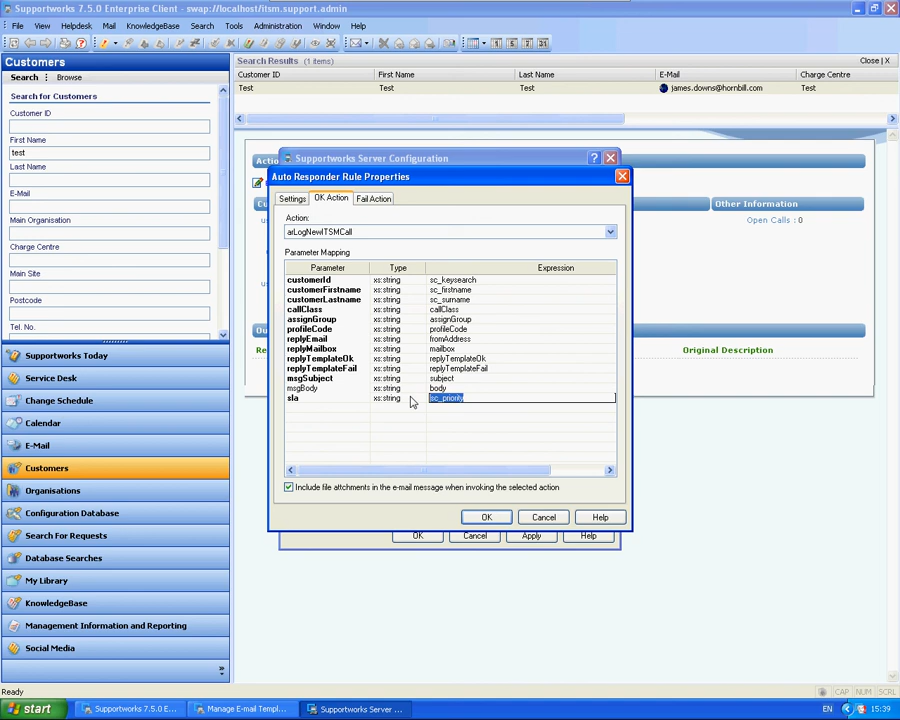 Supportworks 7.5.0 Enterprise Client - swap://localhost/itsm.support.admin
File View Helpdesk Mail KnowledgeBase Search Tools Administration Window Help
Customers
Search Browse
Search for Customers
Customer ID
First Name
test
Last Name
E-Mail
Main Organisation
Charge Centre
Main Site
Postcode
Tel. No.
Supportworks Today
Service Desk
Change Schedule
Calendar
E-Mail
Customers
Organisations
Configuration Database
Search For Requests
Database Searches
My Library
KnowledgeBase
Management Information and Reporting
Social Media
Search Results (1 items) Close | X
Customer ID First Name Last Name E-Mail Charge Centre
Test Test Test james.downs@hornbill.com Test
Other Information
Open Calls : 0
Original Description
Supportworks Server Configuration
Auto Responder Rule Properties
Settings OK Action Fail Action
Action:
arLogNewITSMCall
Parameter Mapping
Parameter Type Expression
customerId xs:string sc_keysearch
customerFirstname xs:string sc_firstname
customerLastname xs:string sc_surname
callClass xs:string callClass
assignGroup xs:string assignGroup
profileCode xs:string profileCode
replyEmail xs:string fromAddress
replyMailbox xs:string mailbox
replyTemplateOk xs:string replyTemplateOk
replyTemplateFail xs:string replyTemplateFail
msgSubject xs:string subject
msgBody xs:string body
sla xs:string sc_priority
Include file attchments in the e-mail message when invoking the selected action
OK Cancel Help
OK Cancel Apply Help
Ready CAP NUM SCRL
start Supportworks 7.5.0 E... Manage E-mail Templ... Supportworks Server ... EN 15:39